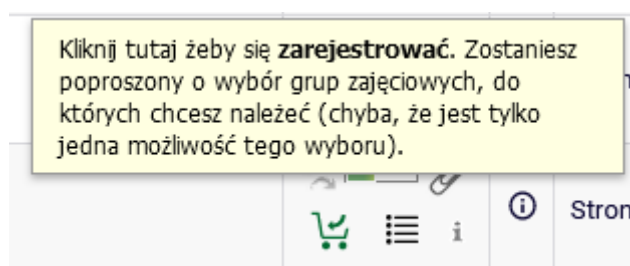 Kliknij tutaj żeby się zarejestrować. Zostaniesz
poproszony o wybór grup zajęciowych, do
których chcesz należeć (chyba, że jest tylko
jedna możliwość tego wyboru).
Stron